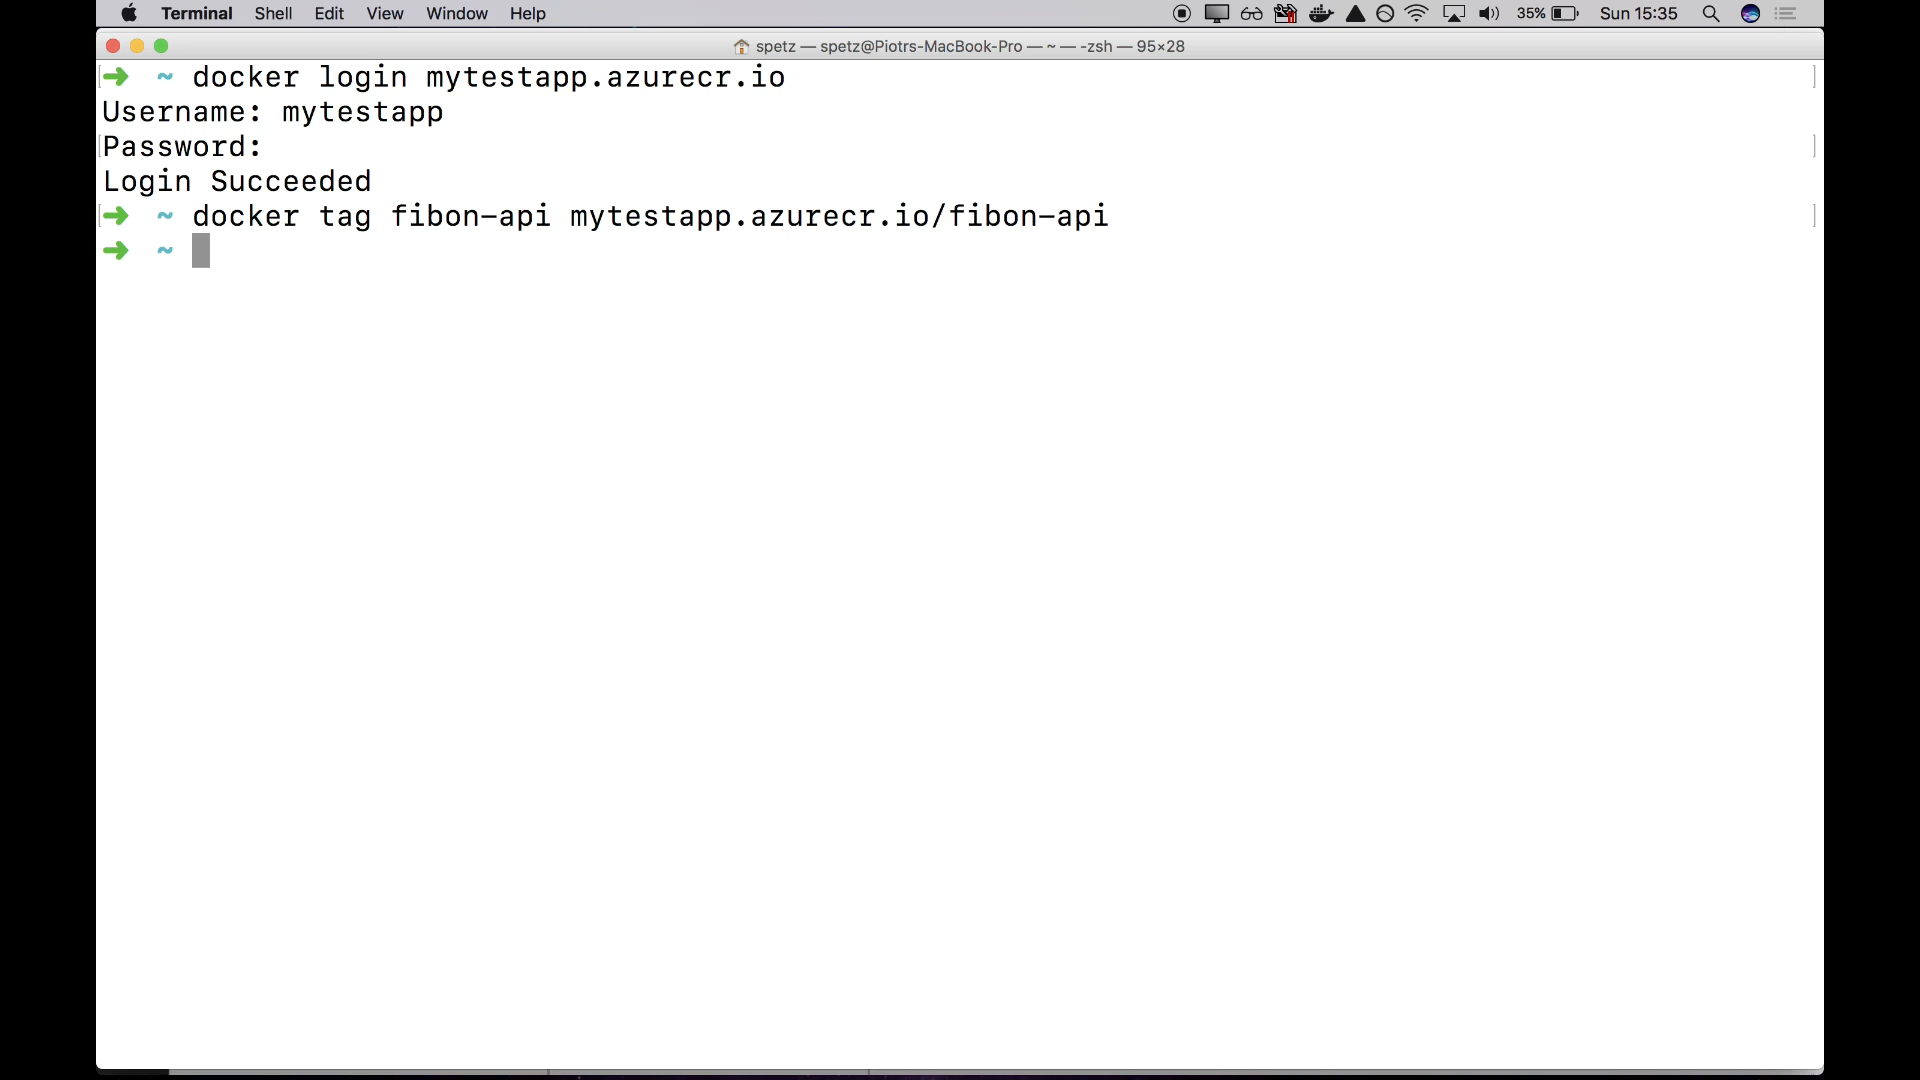 Terminal Shell Edit View Window Help 35% Sun 15:35
spetz — spetz@Piotrs-MacBook-Pro — ~ — -zsh — 95×28
➜ ~ docker login mytestapp.azurecr.io
Username: mytestapp
Password:
Login Succeeded
➜ ~ docker tag fibon-api mytestapp.azurecr.io/fibon-api
➜ ~